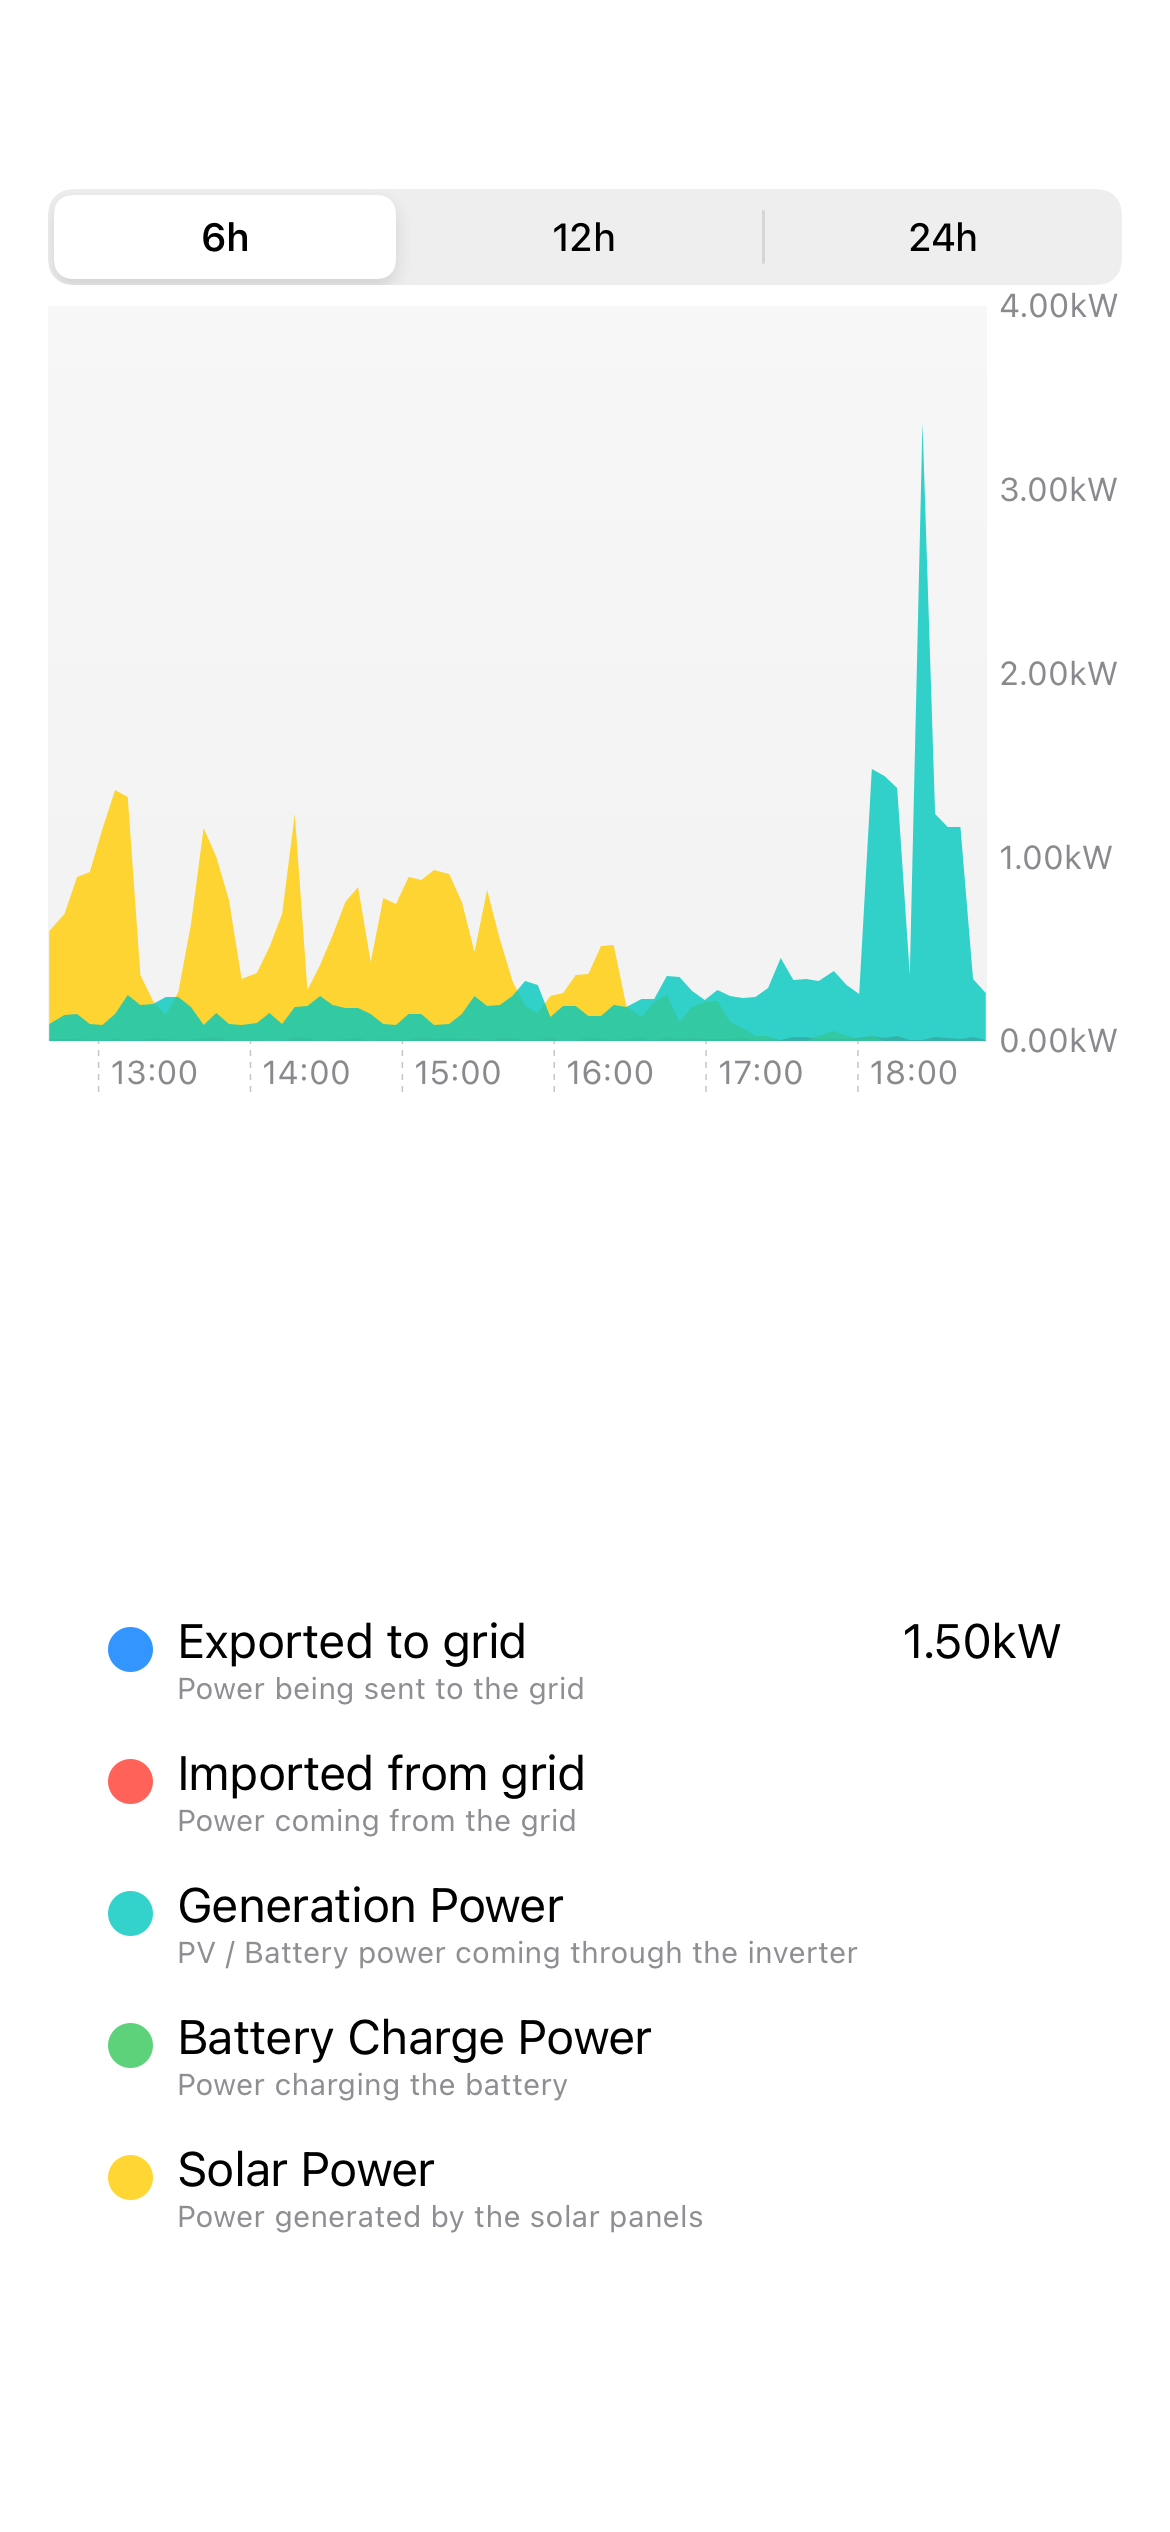 6h
12h
24h
4.00kW
3.00kW
2.00kW
1.00kW
0.00kW
13:00
14:00
15:00
16:00
17:00
18:00
Exported to grid
1.50kW
Power being sent to the grid
Imported from grid
Power coming from the grid
Generation Power
PV / Battery power coming through the inverter
Battery Charge Power
Power charging the battery
Solar Power
Power generated by the solar panels